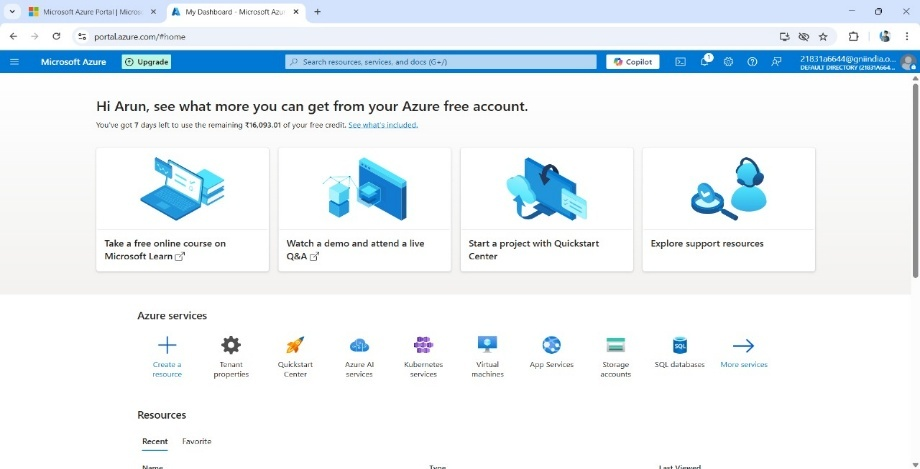 Microsoft Azure Portal | Micros
My Dashboard - Microsoft Azu
portal.azure.com/#home
Microsoft Azure
Upgrade
Search resources, services, and docs (G+/)
Copilot
1
21831a6644@gniindia.o...
DEFAULT DIRECTORY (21831A664...
Hi Arun, see what more you can get from your Azure free account.
You've got 7 days left to use the remaining ₹16,093.01 of your free credit. See what's included.
Take a free online course on
Microsoft Learn
Watch a demo and attend a live
Q&A
Start a project with Quickstart
Center
Explore support resources
Azure services
Create a
resource
Tenant
properties
Quickstart
Center
Azure AI
services
Kubernetes
services
Virtual
machines
App Services
Storage
accounts
SQL
SQL databases
More services
Resources
Recent
Favorite
Name
Type
Last Viewed